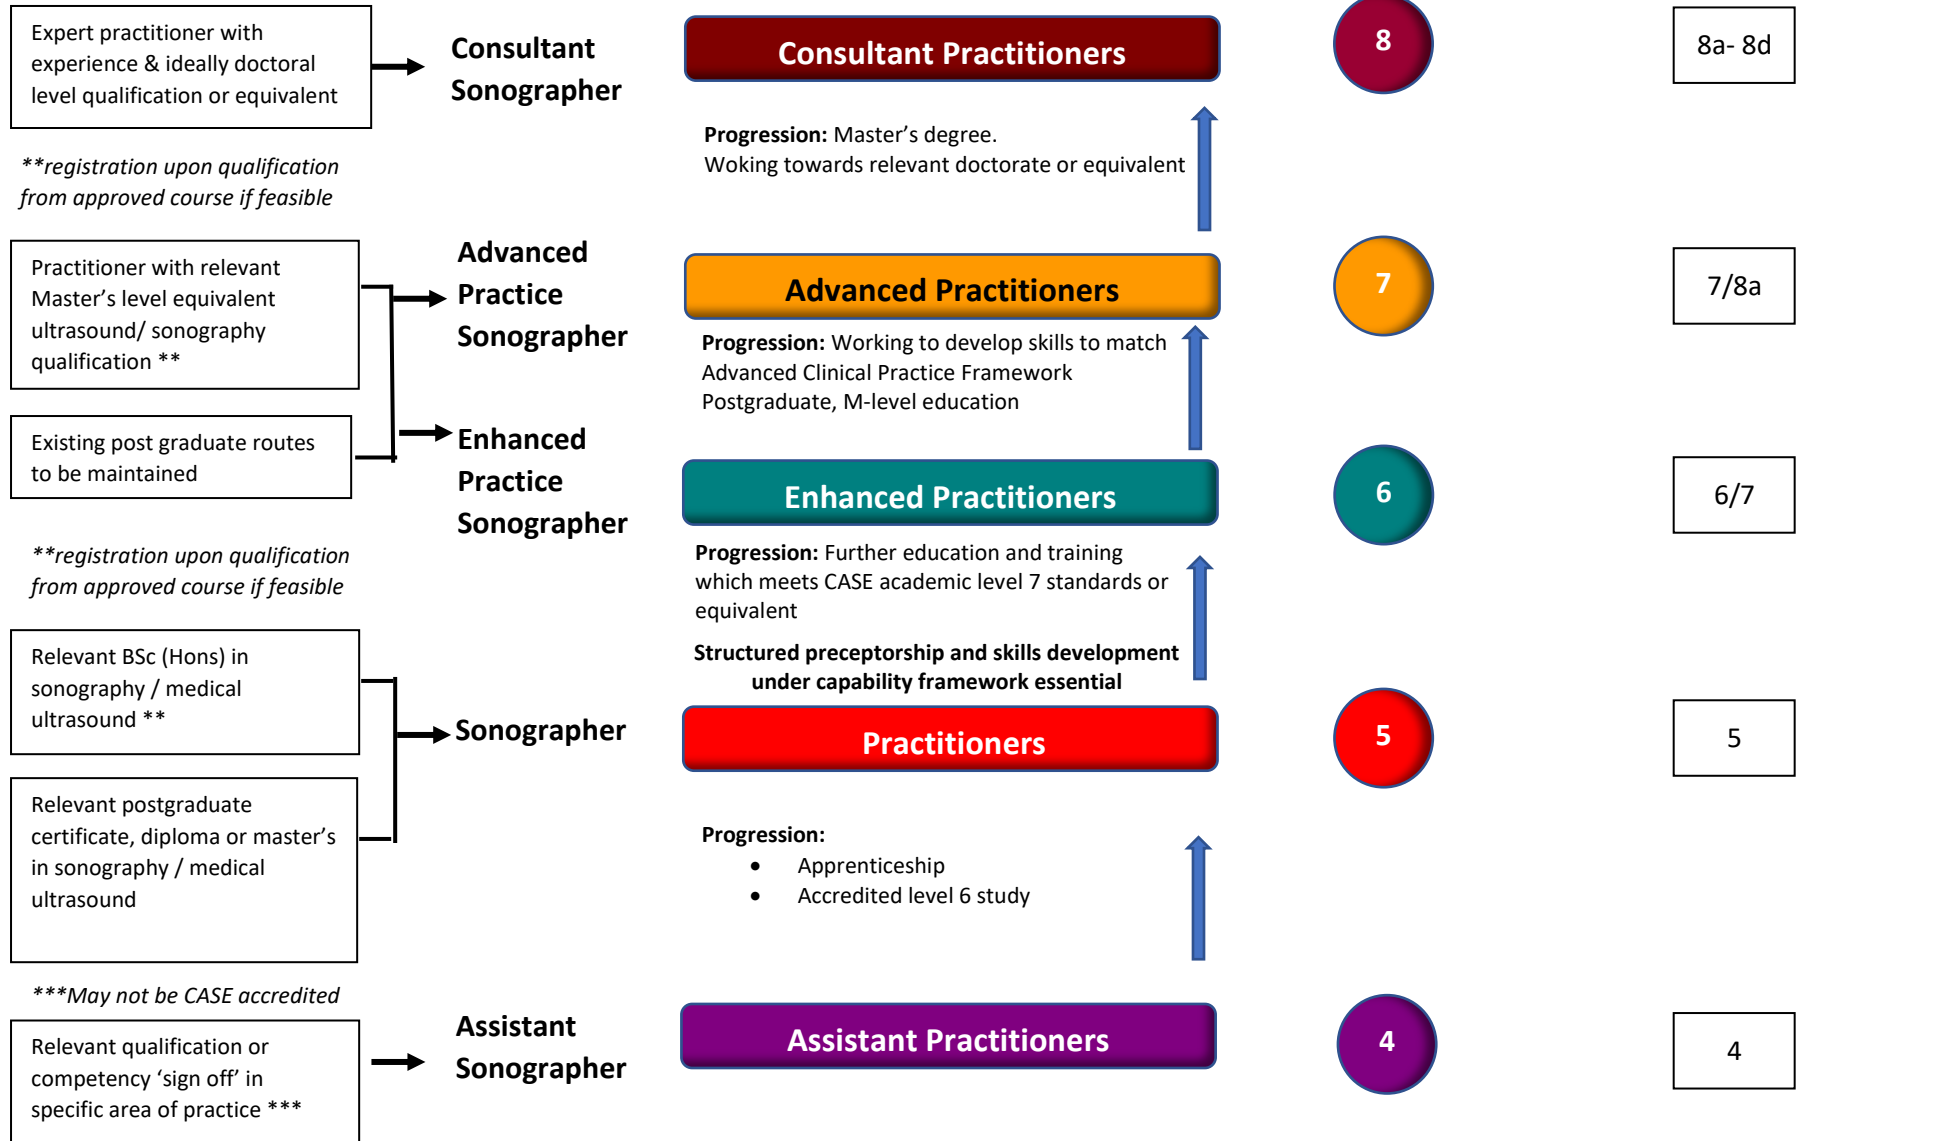 Expert practitioner with
experience & ideally doctoral
level qualification or equivalent
Consultant
Sonographer
Consultant Practitioners
8
8a- 8d
Progression: Master’s degree.
Woking towards relevant doctorate or equivalent
**registration upon qualification
from approved course if feasible
Practitioner with relevant
Master’s level equivalent
ultrasound/ sonography
qualification **
Advanced
Practice
Sonographer
Advanced Practitioners
7
7/8a
Progression: Working to develop skills to match
Advanced Clinical Practice Framework
Postgraduate, M-level education
Existing post graduate routes
to be maintained
Enhanced
Practice
Sonographer
Enhanced Practitioners
6
6/7
**registration upon qualification
from approved course if feasible
Progression: Further education and training
which meets CASE academic level 7 standards or
equivalent
Structured preceptorship and skills development
under capability framework essential
Relevant BSc (Hons) in
sonography / medical
ultrasound **
Sonographer
Practitioners
5
5
Relevant postgraduate
certificate, diploma or master’s
in sonography / medical
ultrasound
Progression:
• Apprenticeship
• Accredited level 6 study
***May not be CASE accredited
Relevant qualification or
competency ‘sign off’ in
specific area of practice ***
Assistant
Sonographer
Assistant Practitioners
4
4